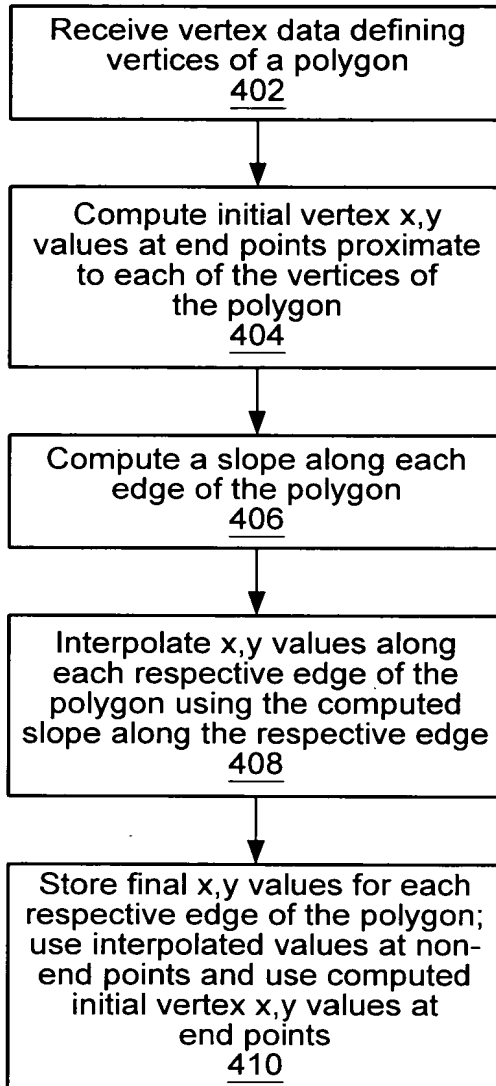 Receive vertex data defining
vertices of a polygon
402
Compute initial vertex x,y
values at end points proximate
to each of the vertices of
the polygon
404
Compute a slope along each
edge of the polygon
406
Interpolate x,y values along
each respective edge of the
polygon using the computed
slope along the respective edge
408
Store final x,y values for each
respective edge of the polygon;
use interpolated values at non-
end points and use computed
initial vertex x,y values at
end points
410